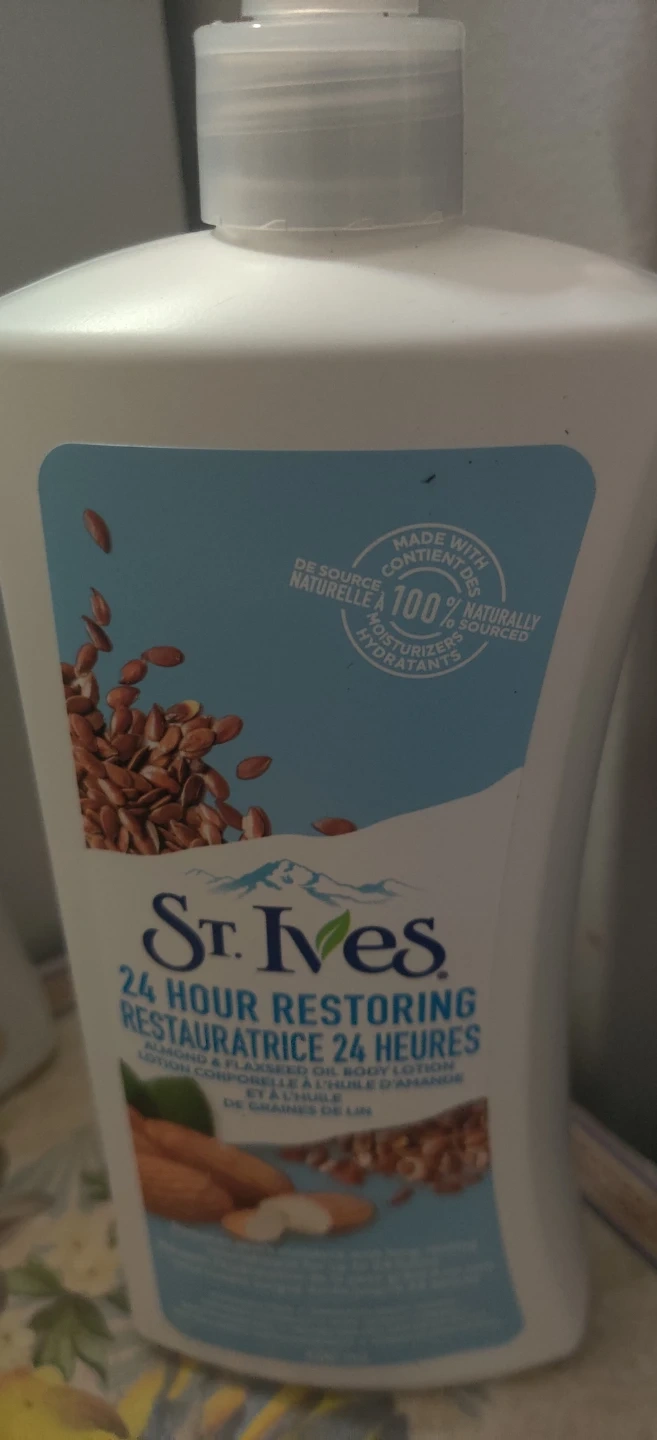 MADE WITH
CONTIENT DES
DE SOURCE
NATURELLE À
100%
NATURALLY
SOURCED
MOISTURIZERS
HYDRATANTS
ST. IVES
24 HOUR RESTORING
RESTAURATRICE 24 HEURES
ALMOND & FLAXSEED OIL BODY LOTION
LOTION CORPORELLE À L'HUILE D'AMANDE
ET À L'HUILE
DE GRAINES DE LIN